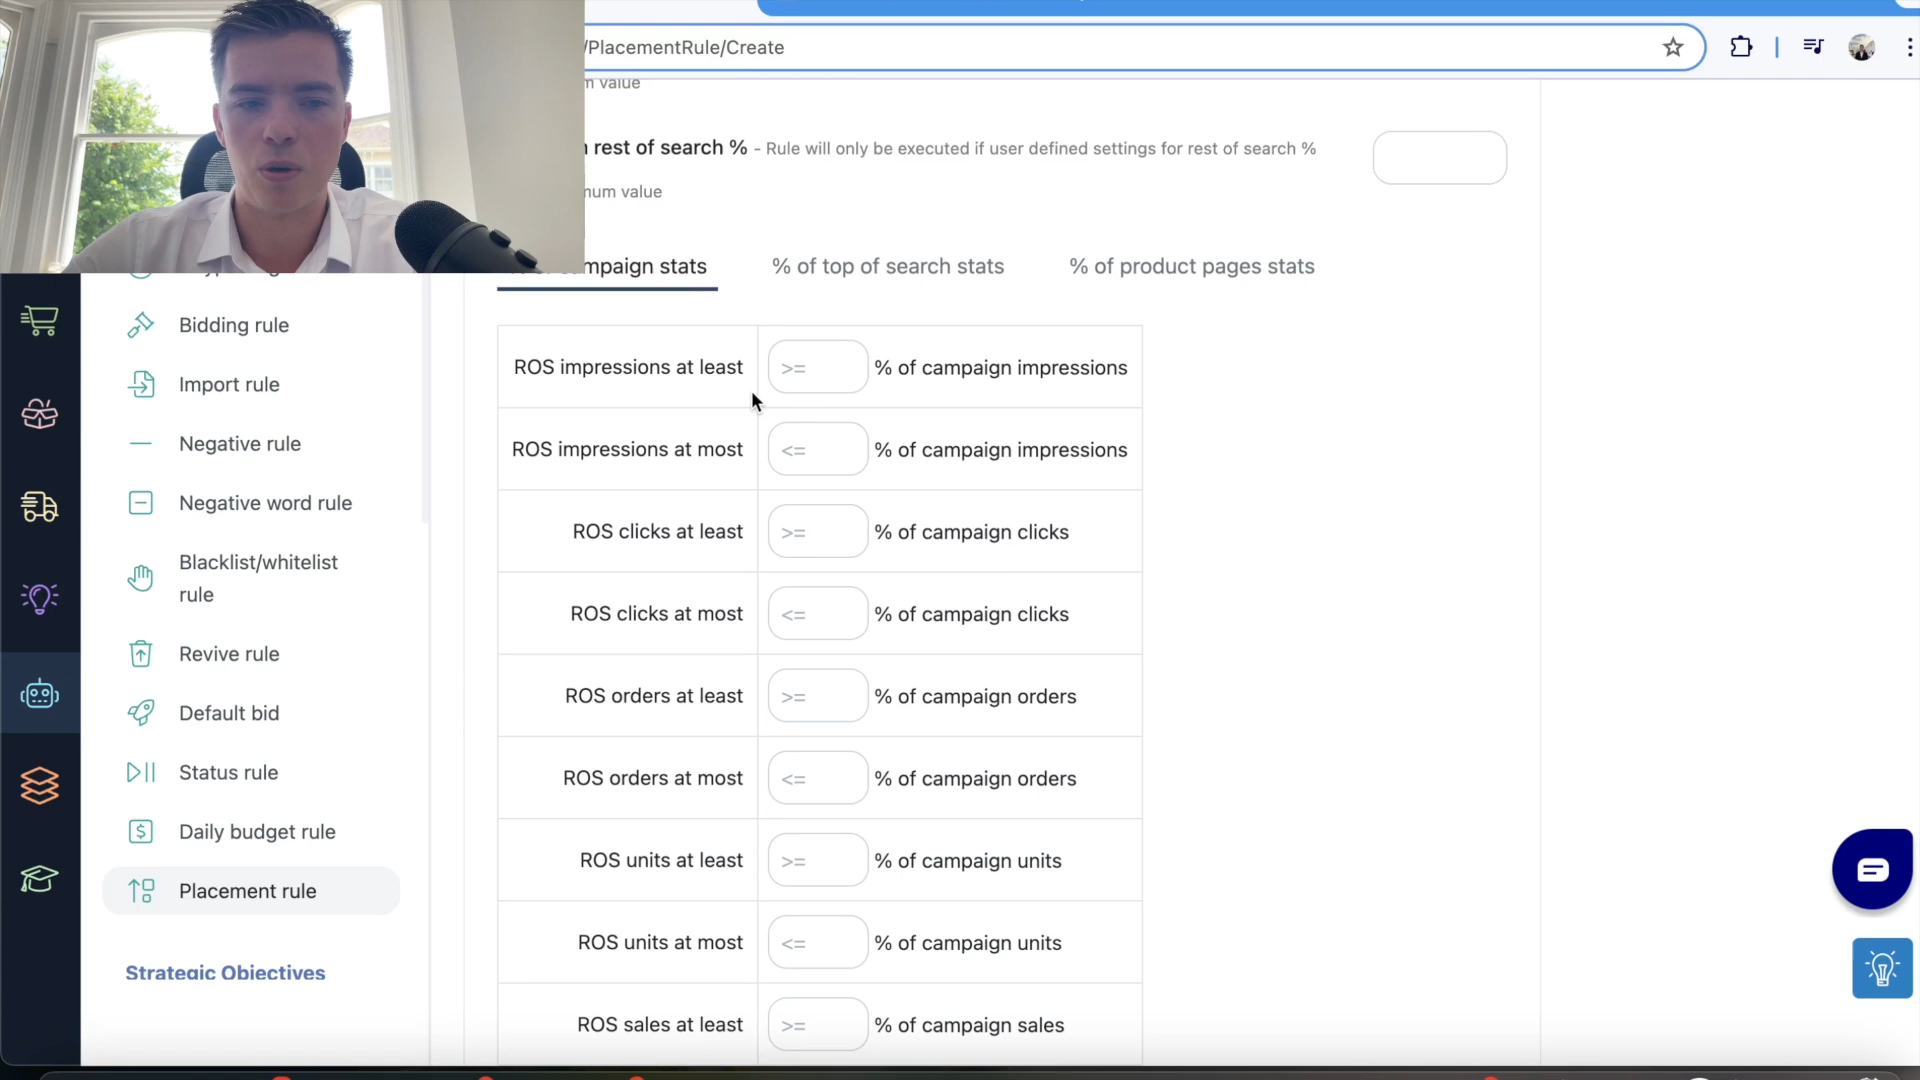 /PlacementRule/Create
m value
rest of search % - Rule will only be executed if user defined settings for rest of search %
num value
mpaign stats
% of top of search stats
% of product pages stats
Bidding rule
Import rule
Negative rule
Negative word rule
Blacklist/whitelist
rule
Revive rule
Default bid
Status rule
Daily budget rule
Placement rule
Strategic Objectives
ROS impressions at least >= % of campaign impressions
ROS impressions at most <= % of campaign impressions
ROS clicks at least >= % of campaign clicks
ROS clicks at most <= % of campaign clicks
ROS orders at least >= % of campaign orders
ROS orders at most <= % of campaign orders
ROS units at least >= % of campaign units
ROS units at most <= % of campaign units
ROS sales at least >= % of campaign sales